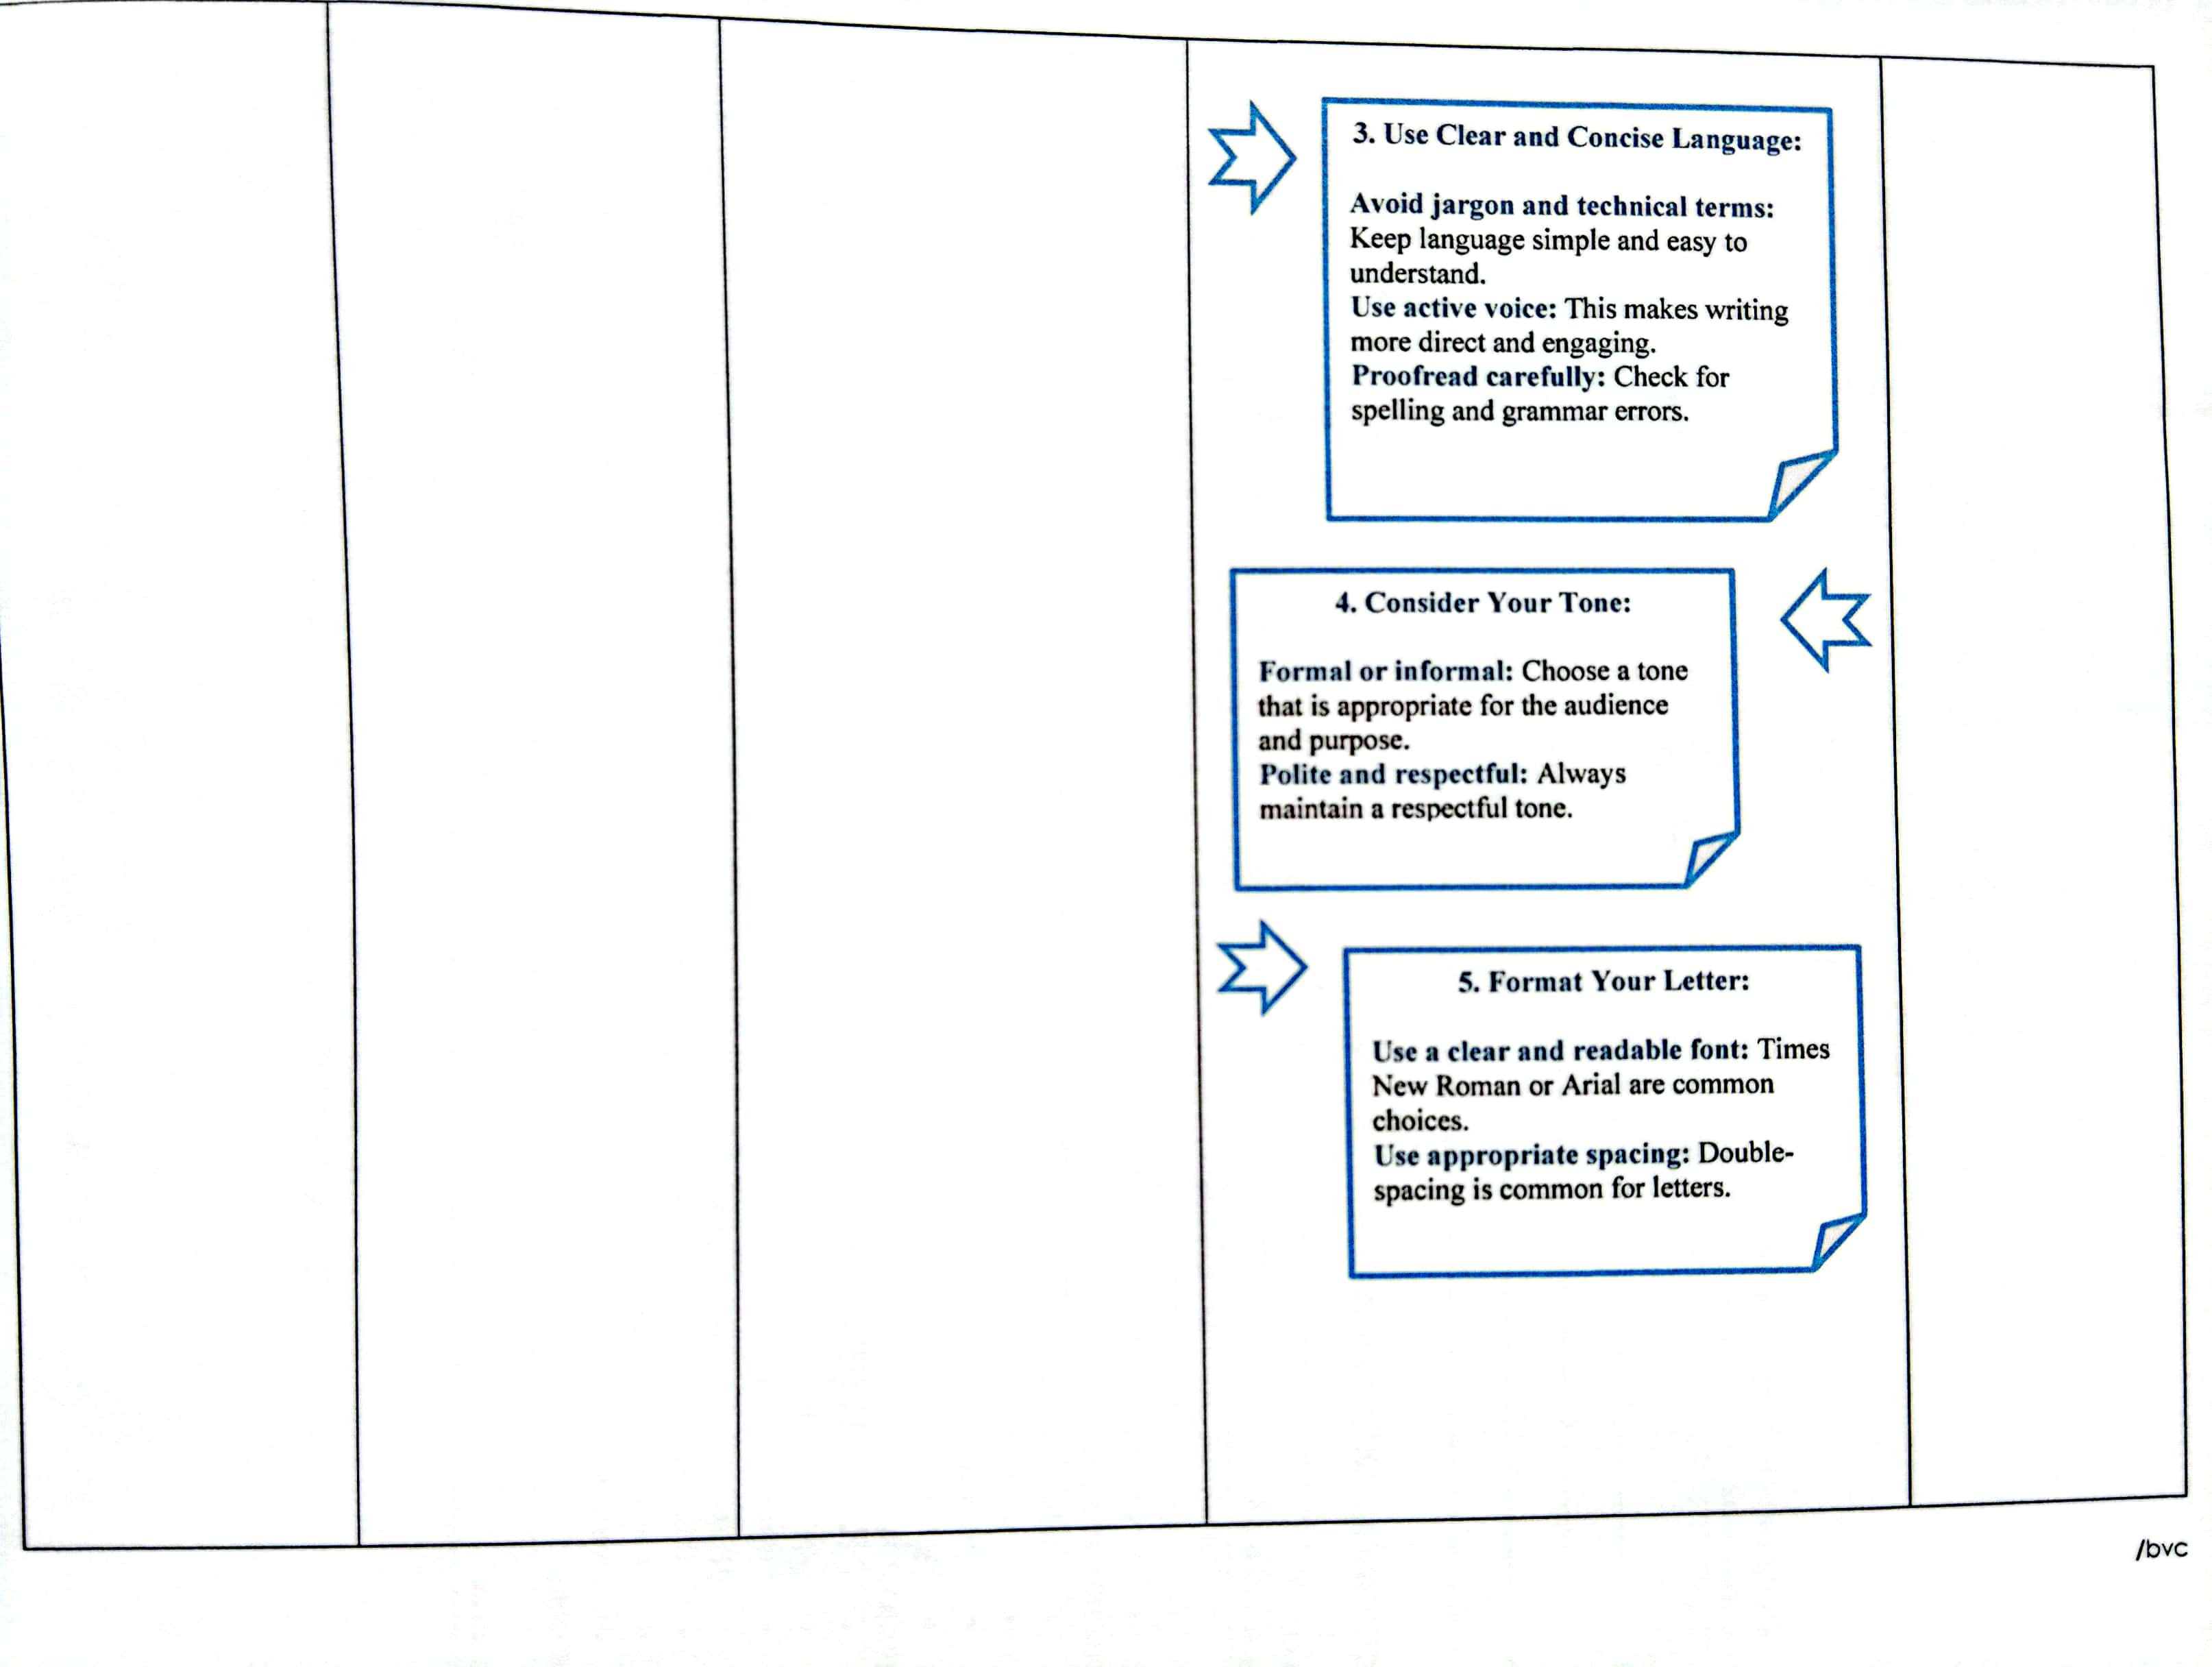 3. Use Clear and Concise Language:
Avoid jargon and technical terms:
Keep language simple and easy to
understand.
Use active voice: This makes writing
more direct and engaging.
Proofread carefully: Check for
spelling and grammar errors.
4. Consider Your Tone:
Formal or informal: Choose a tone
that is appropriate for the audience
and purpose.
Polite and respectful: Always
maintain a respectful tone.
5. Format Your Letter:
Use a clear and readable font: Times
New Roman or Arial are common
choices.
Use appropriate spacing: Double-
spacing is common for letters.
/bvc